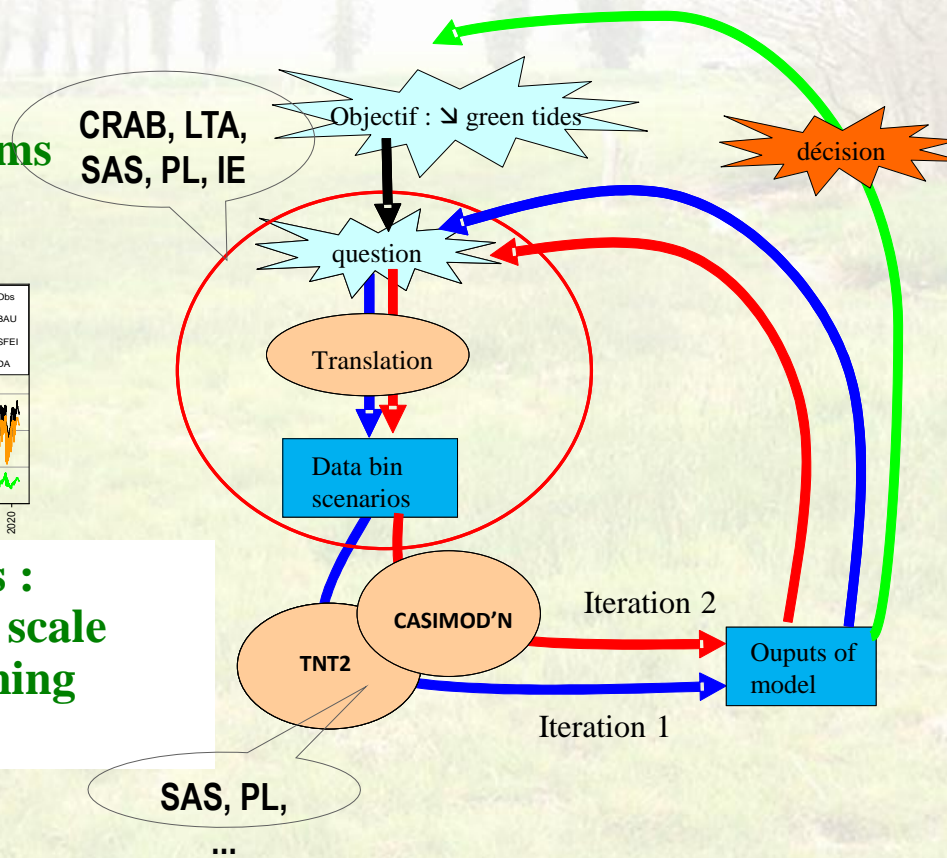 Objectif : ➘ green tides
CRAB, LTA,
SAS, PL, IE
ms
décision
question
Obs
BAU
SFEI
DA
Translation
Data bin
scenarios
2020
s :
scale
ning
CASIMOD'N
TNT2
Iteration 2
Ouputs of
model
Iteration 1
SAS, PL,
...